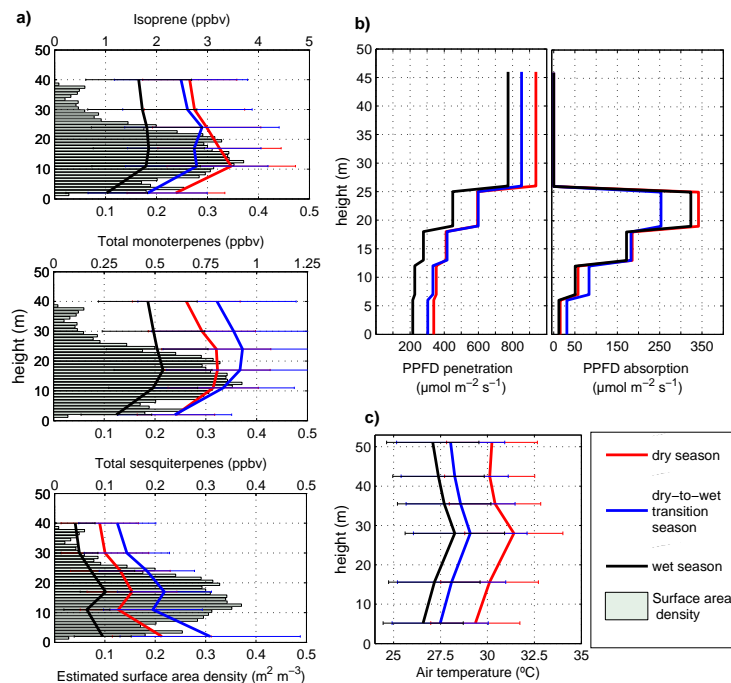 a)
Isoprene (ppbv)
0 1 2 3 4 5
50
40
30
20
10
0
0 0.1 0.2 0.3 0.4 0.5
Total monoterpenes (ppbv)
0 0.25 0.5 0.75 1 1.25
height (m)
50
40
30
20
10
0
0 0.1 0.2 0.3 0.4 0.5
Total sesquiterpenes (ppbv)
0 0.1 0.2 0.3 0.4 0.5
50
40
30
20
10
0
0 0.1 0.2 0.3 0.4 0.5
Estimated surface area density (m² m⁻³)
b)
height (m)
50
45
40
35
30
25
20
15
10
5
0
200 400 600 800
PPFD penetration
(µmol m⁻² s⁻¹)
0 50 150 250 350
PPFD absorption
(µmol m⁻² s⁻¹)
c)
height (m)
50
40
30
20
10
0
25 27.5 30 32.5 35
Air temperature (ºC)
dry season
dry−to−wet
transition
season
wet season
Surface area
density